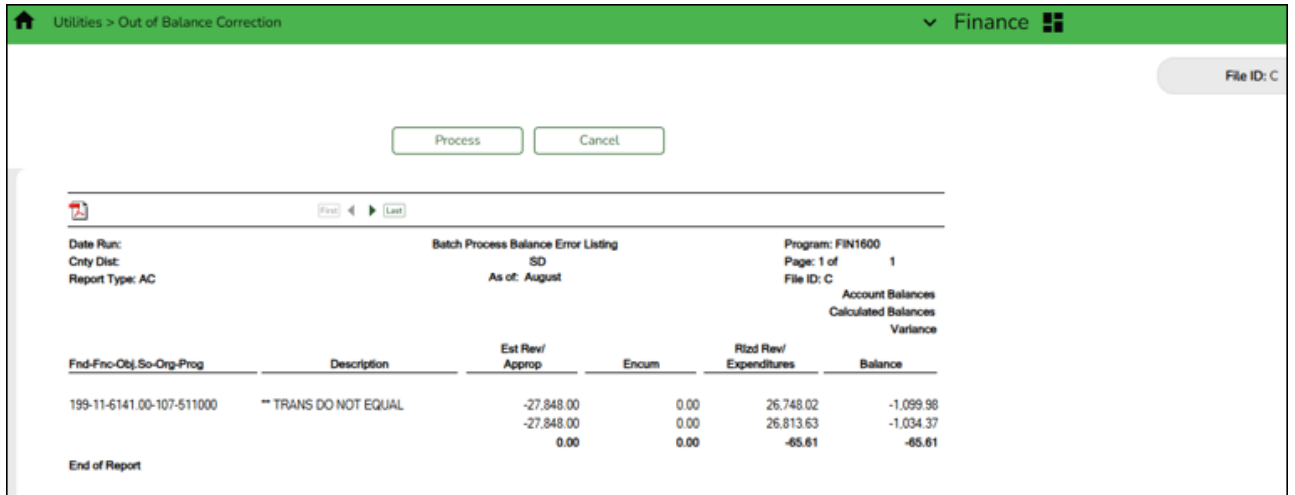 Utilities > Out of Balance Correction
Finance
File ID: C
Process Cancel
First Last
Date Run: Batch Process Balance Error Listing Program: FIN1600
Cnty Dist: SD Page: 1 of 1
Report Type: AC As of: August File ID: C
Account Balances
Calculated Balances
Variance
Est Rev/ Rlzd Rev/
Fnd-Fnc-Obj.So-Org-Prog Description Approp Encum Expenditures Balance
199-11-6141.00-107-511000 ** TRANS DO NOT EQUAL -27,848.00 0.00 26,748.02 -1,099.98
-27,848.00 0.00 26,813.63 -1,034.37
0.00 0.00 -65.61 -65.61
End of Report